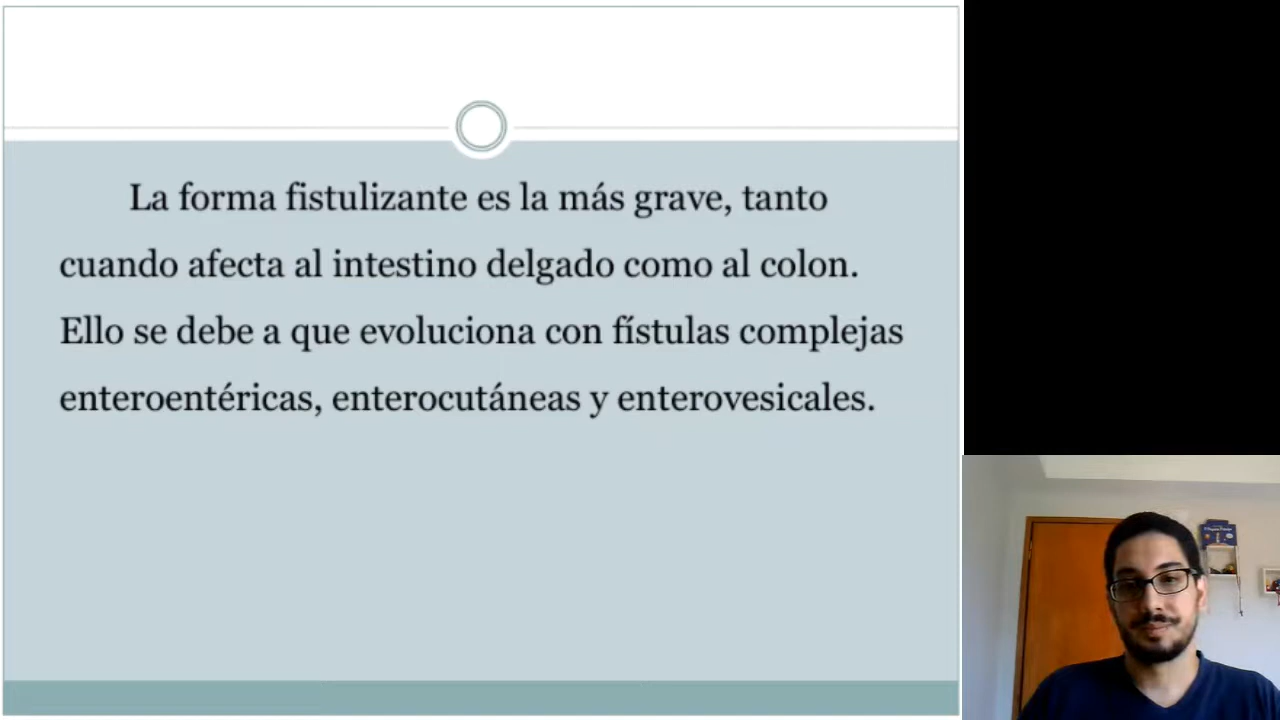 La forma fistulizante es la más grave, tanto
cuando afecta al intestino delgado como al colon.
Ello se debe a que evoluciona con fístulas complejas
enteroentéricas, enterocutáneas y enterovesicales.